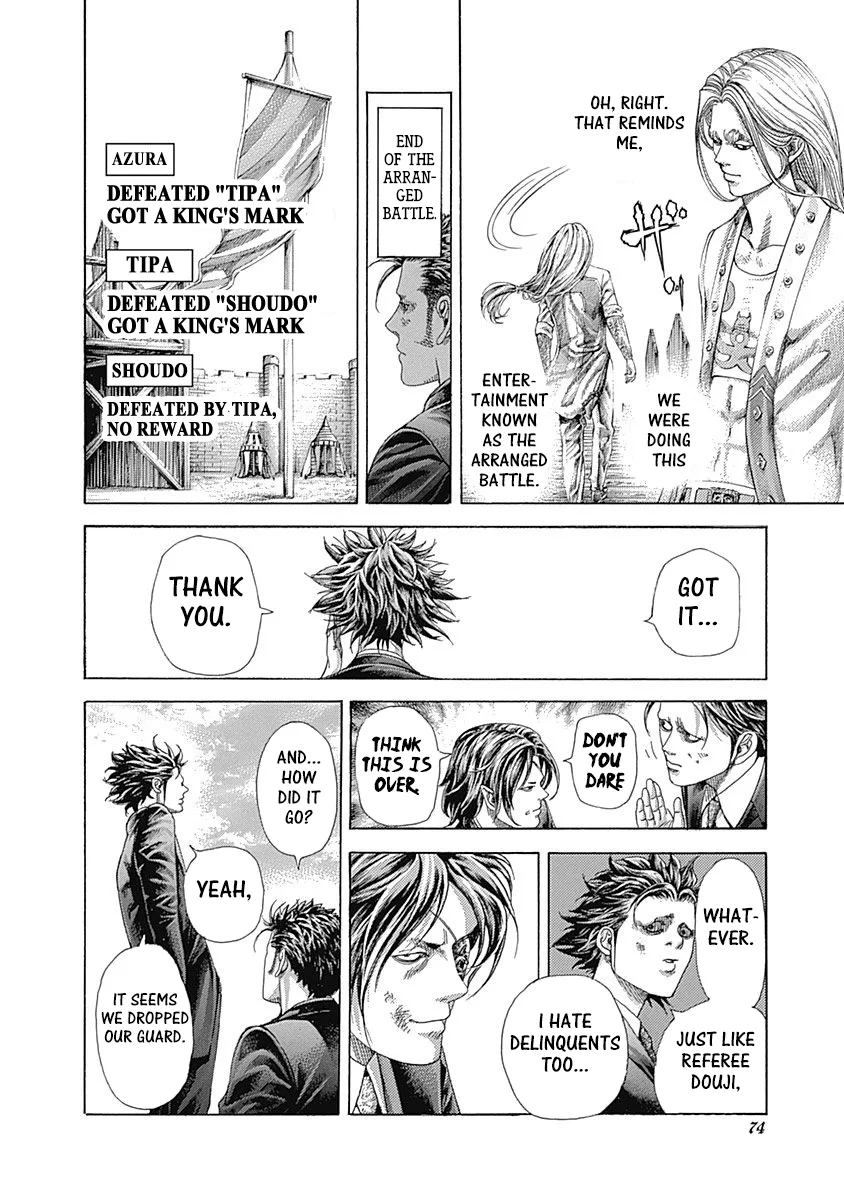 OH, RIGHT.
THAT REMINDS
ME,
WE
WERE
DOING
THIS
ENTER-
TAINMENT
KNOWN
AS THE
ARRANGED
BATTLE.
END
OF THE
ARRAN-
GED
BATTLE.
AZURA
DEFEATED "TIPA"
GOT A KING'S MARK
TIPA
DEFEATED "SHOUDO"
GOT A KING'S MARK
SHOUDO
DEFEATED BY TIPA,
NO REWARD
GOT
IT...
THANK
YOU.
DON'T
YOU
DARE
THINK
THIS IS
OVER.
WHAT-
EVER.
JUST LIKE
REFEREE
DOUJI,
I HATE
DELINQUENTS
TOO...
AND...
HOW
DID IT
GO?
YEAH,
IT SEEMS
WE DROPPED
OUR GUARD.
74